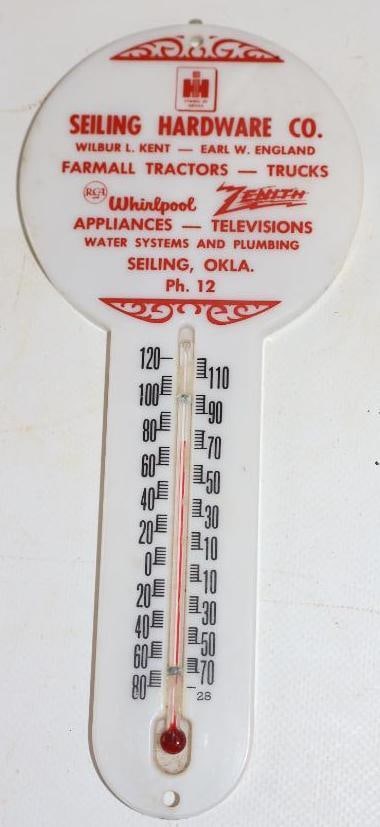 IH
SEILING HARDWARE CO.
WILBUR L. KENT — EARL W. ENGLAND
FARMALL TRACTORS — TRUCKS
RCA Whirlpool ZENITH
APPLIANCES — TELEVISIONS
WATER SYSTEMS AND PLUMBING
SEILING, OKLA.
Ph. 12
120
110
100
90
80
70
60
50
40
30
20
10
0
10
20
30
40
50
60
70
80
28